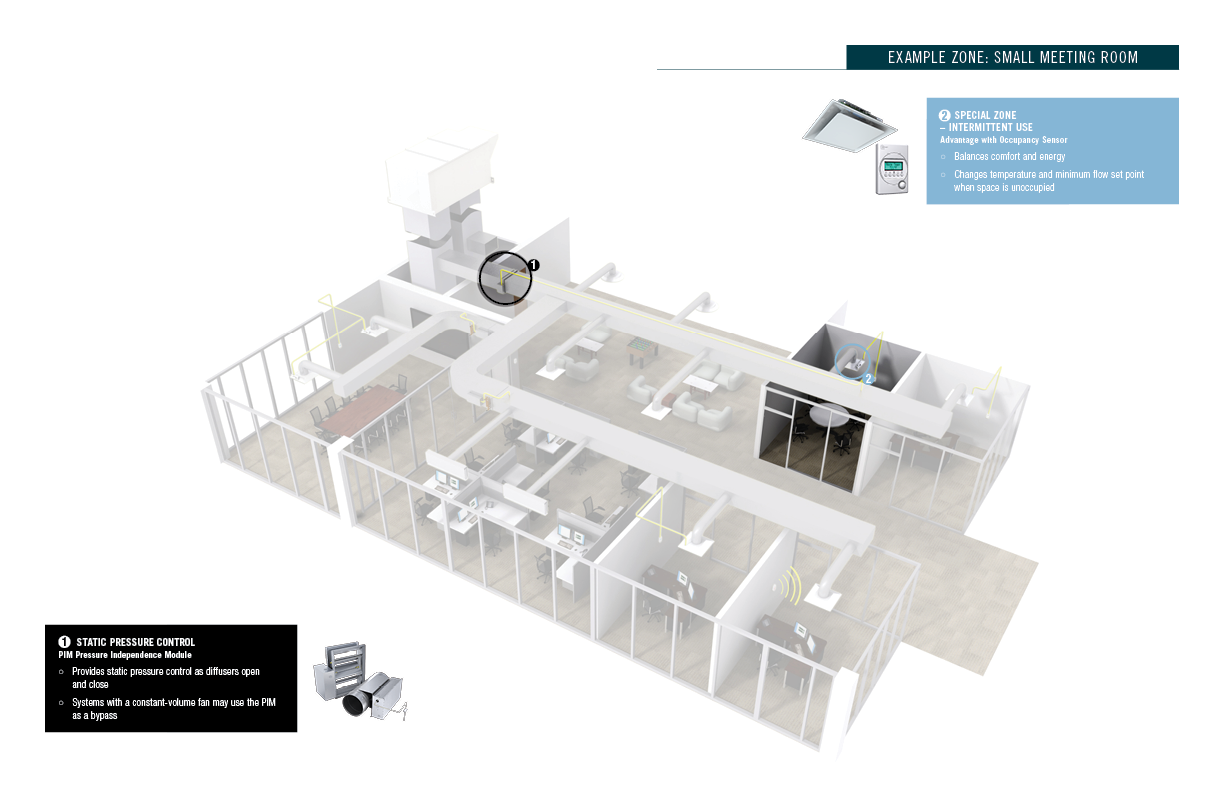 EXAMPLE ZONE: SMALL MEETING ROOM
2 SPECIAL ZONE
– INTERMITTENT USE
Advantage with Occupancy Sensor
○ Balances comfort and energy
○ Changes temperature and minimum flow set point
when space is unoccupied
1
2
1 STATIC PRESSURE CONTROL
PIM Pressure Independence Module
○ Provides static pressure control as diffusers open
and close
○ Systems with a constant-volume fan may use the PIM
as a bypass